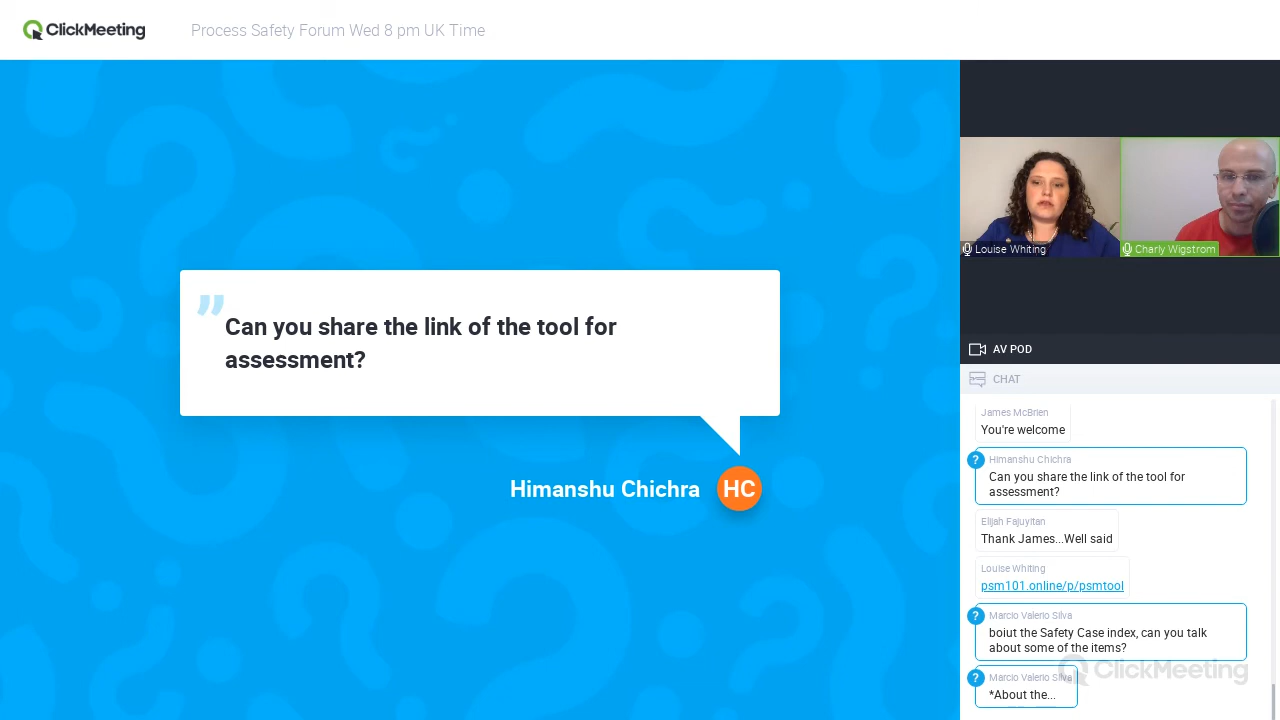 ClickMeeting
Process Safety Forum Wed 8 pm UK Time
Can you share the link of the tool for
assessment?
Himanshu Chichra
HC
Louise Whiting
Charly Wigstrom
AV POD
CHAT
James McBrien
You're welcome
?
Himanshu Chichra
Can you share the link of the tool for
assessment?
Elijah Fajuyitan
Thank James...Well said
Louise Whiting
psm101.online/p/psmtool
?
Marcio Valerio Silva
boiut the Safety Case index, can you talk
about some of the items?
?
Marcio Valerio Silva
*About the...
ClickMeeting